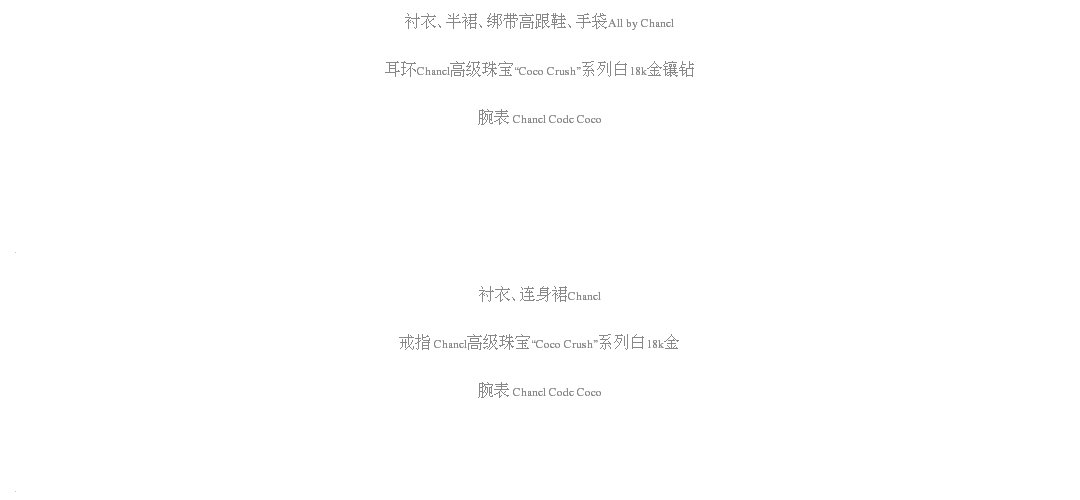 衬衣、半裙、绑带高跟鞋、手袋All by Chanel
耳环Chanel高级珠宝“Coco Crush”系列白18k金镶钻
腕表 Chanel Code Coco
衬衣、连身裙Chanel
戒指 Chanel高级珠宝“Coco Crush”系列白18k金
腕表 Chanel Code Coco